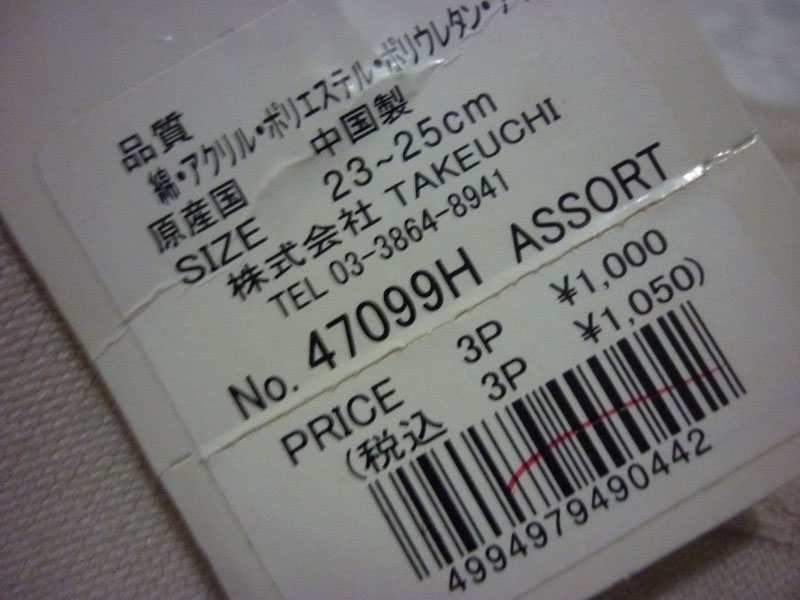 品質
綿・アクリル・ポリエステル・ポリウレタン・
原産国 中国製
SIZE 23~25cm
株式会社 TAKEUCHI
TEL 03-3864-8941
No. 47099H ASSORT
PRICE 3P ¥1,000
(税込 3P ¥1,050)
4994979490442